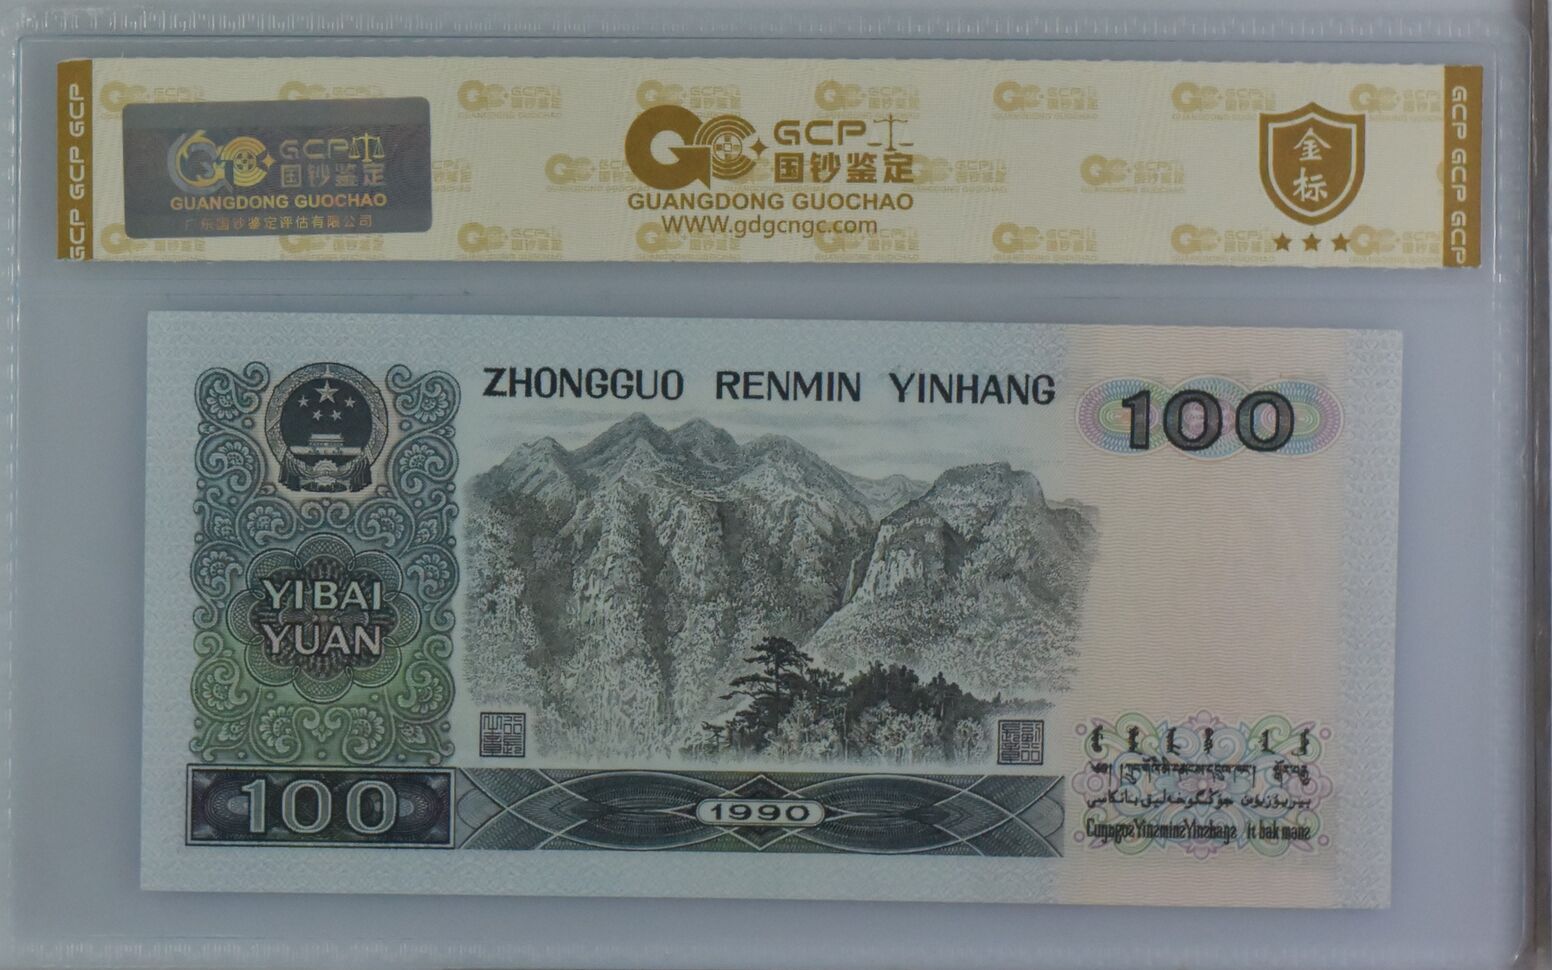 GCP GCP GCP
GCP
国钞鉴定
GUANGDONG GUOCHAO
广东国钞鉴定评估有限公司
GCP
国钞鉴定
GUANGDONG GUOCHAO
WWW.gdgcngc.com
金标
GCP GCP GCP GCP
ZHONGGUO RENMIN YINHANG
100
YI BAI
YUAN
100
1990